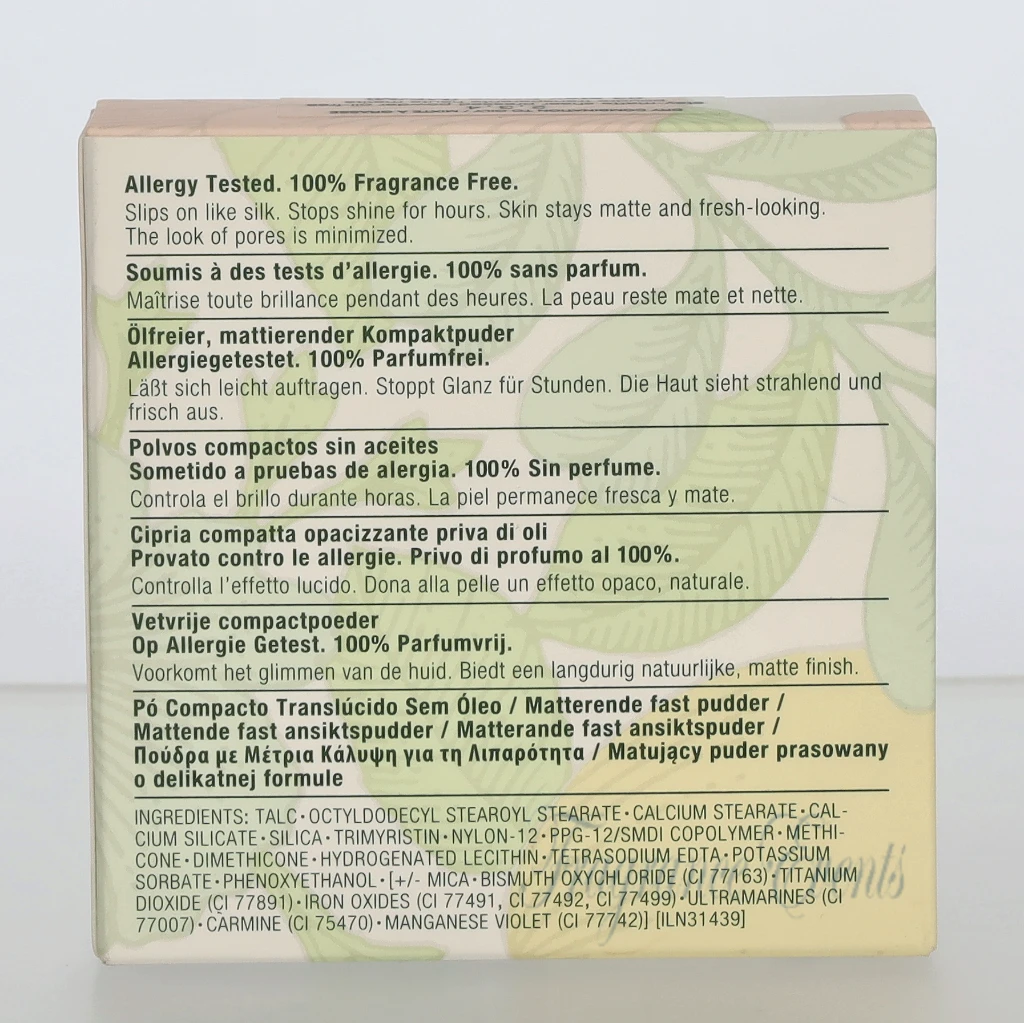 Allergy Tested. 100% Fragrance Free.
Slips on like silk. Stops shine for hours. Skin stays matte and fresh-looking.
The look of pores is minimized.
Soumis à des tests d'allergie. 100% sans parfum.
Maîtrise toute brillance pendant des heures. La peau reste mate et nette.
Ölfreier, mattierender Kompaktpuder
Allergiegetestet. 100% Parfumfrei.
Läßt sich leicht auftragen. Stoppt Glanz für Stunden. Die Haut sieht strahlend und
frisch aus.
Polvos compactos sin aceites
Sometido a pruebas de alergia. 100% Sin perfume.
Controla el brillo durante horas. La piel permanece fresca y mate.
Cipria compatta opacizzante priva di oli
Provato contro le allergie. Privo di profumo al 100%.
Controlla l'effetto lucido. Dona alla pelle un effetto opaco, naturale.
Vetvrije compactpoeder
Op Allergie Getest. 100% Parfumvrij.
Voorkomt het glimmen van de huid. Biedt een langdurig natuurlijke, matte finish.
Pó Compacto Translúcido Sem Óleo / Matterende fast pudder /
Mattende fast ansiktspudder / Matterande fast ansiktspuder /
Πούδρα με Μέτρια Κάλυψη για τη Λιπαρότητα / Matujący puder prasowany
o delikatnej formule
INGREDIENTS: TALC·OCTYLDODECYL STEAROYL STEARATE·CALCIUM STEARATE·CAL-
CIUM SILICATE·SILICA·TRIMYRISTIN·NYLON-12·PPG-12/SMDI COPOLYMER·METHI-
CONE·DIMETHICONE·HYDROGENATED LECITHIN·TETRASODIUM EDTA·POTASSIUM
SORBATE·PHENOXYETHANOL·[+/- MICA·BISMUTH OXYCHLORIDE (CI 77163)·TITANIUM
DIOXIDE (CI 77891)·IRON OXIDES (CI 77491, CI 77492, CI 77499)·ULTRAMARINES (CI
77007)·CARMINE (CI 75470)·MANGANESE VIOLET (CI 77742)] [ILN31439]